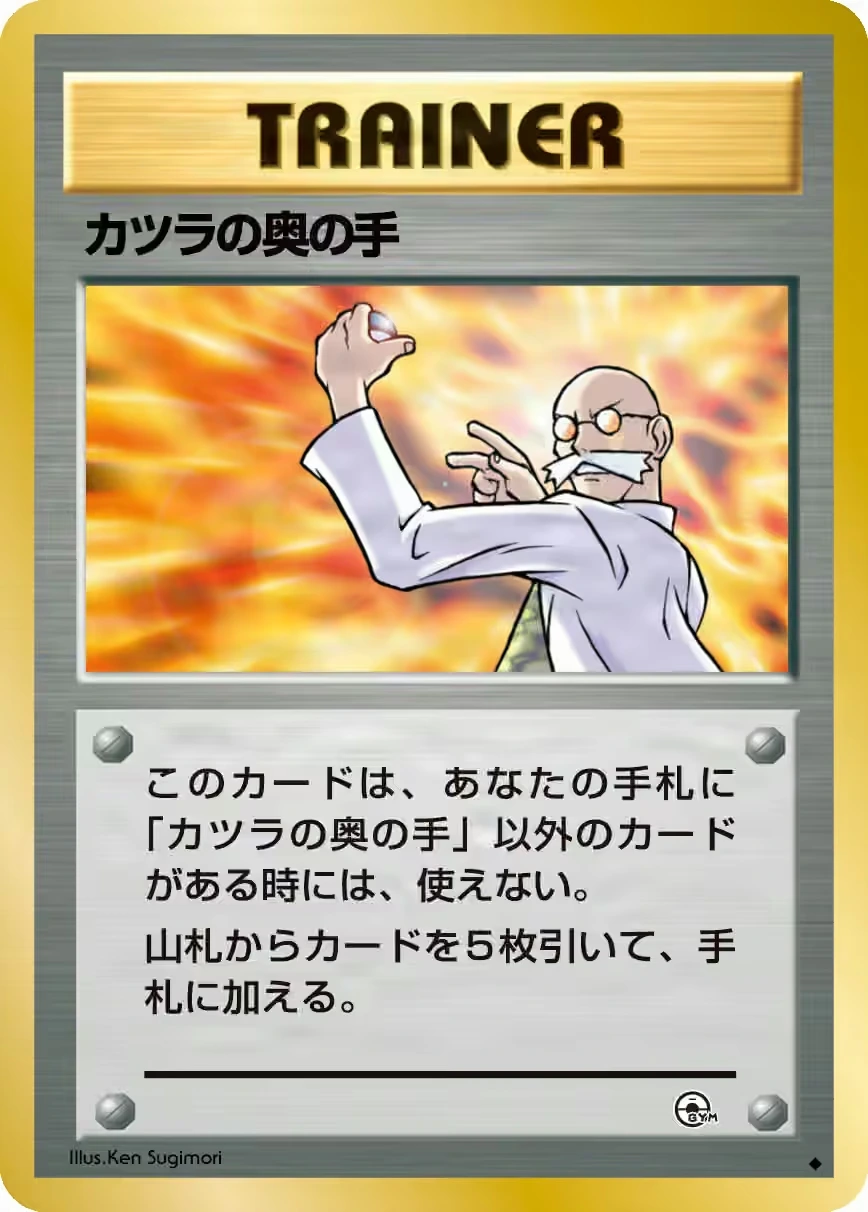 TRAINER
カツラの奥の手
このカードは、あなたの手札に
「カツラの奥の手」以外のカード
がある時には、使えない。
山札からカードを5枚引いて、手
札に加える。
GYM
Illus.Ken Sugimori